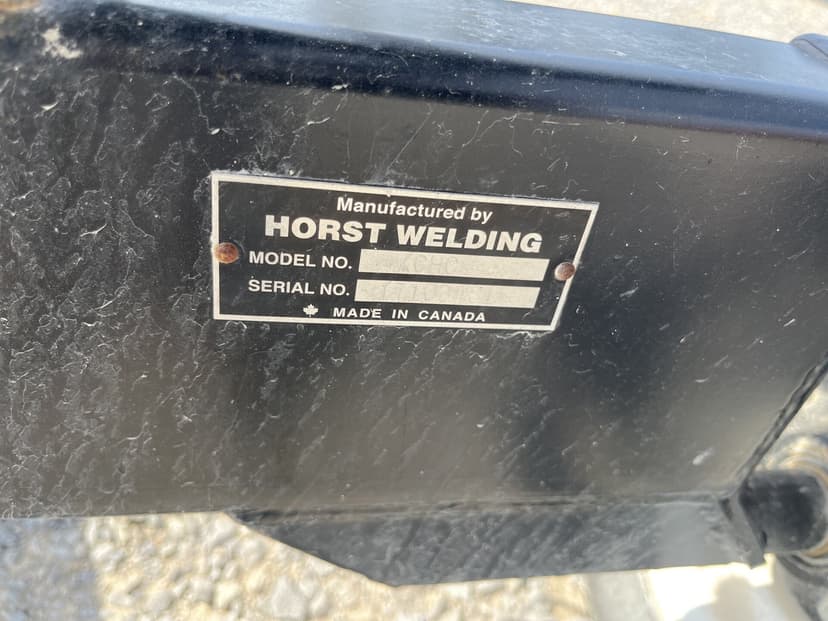 Manufactured by
HORST WELDING
MODEL NO.
SERIAL NO.
MADE IN CANADA